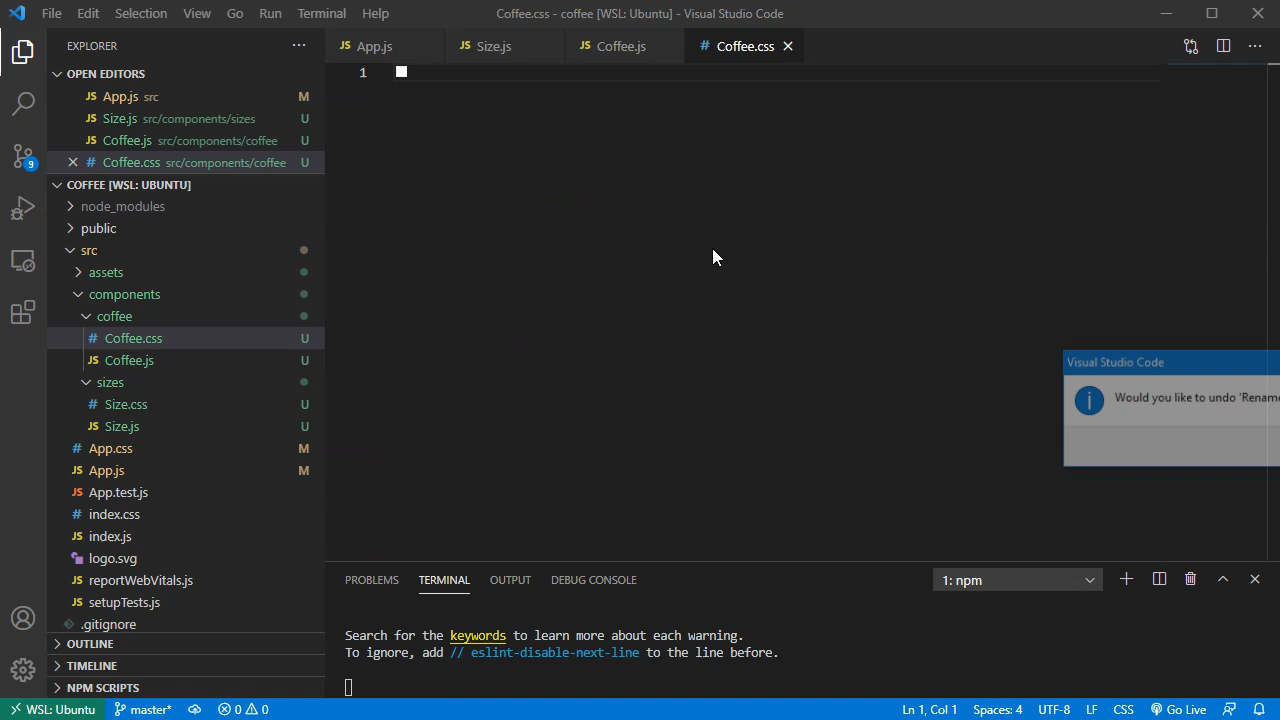 File Edit Selection View Go Run Terminal Help
Coffee.css - coffee [WSL: Ubuntu] - Visual Studio Code
EXPLORER
JS App.js
JS Size.js
JS Coffee.js
# Coffee.css
OPEN EDITORS
JS App.js src M
JS Size.js src/components/sizes U
JS Coffee.js src/components/coffee U
# Coffee.css src/components/coffee U
1
COFFEE [WSL: UBUNTU]
node_modules
public
src
assets
components
coffee
# Coffee.css U
JS Coffee.js U
sizes
# Size.css U
JS Size.js U
# App.css M
JS App.js M
JS App.test.js
# index.css
JS index.js
logo.svg
JS reportWebVitals.js
JS setupTests.js
.gitignore
OUTLINE
TIMELINE
NPM SCRIPTS
9
Visual Studio Code
Would you like to undo 'Rename
PROBLEMS TERMINAL OUTPUT DEBUG CONSOLE
1: npm
Search for the keywords to learn more about each warning.
To ignore, add // eslint-disable-next-line to the line before.
WSL: Ubuntu master* 0 0 Ln 1, Col 1 Spaces: 4 UTF-8 LF CSS Go Live